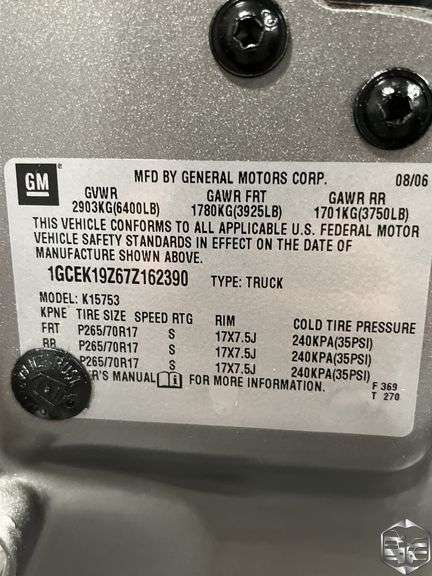 GM
MFD BY GENERAL MOTORS CORP. 08/06
GVWR GAWR FRT GAWR RR
2903KG(6400LB) 1780KG(3925LB) 1701KG(3750LB)
THIS VEHICLE CONFORMS TO ALL APPLICABLE U.S. FEDERAL MOTOR
VEHICLE SAFETY STANDARDS IN EFFECT ON THE DATE OF
MANUFACTURE SHOWN ABOVE.
1GCEK19Z67Z162390 TYPE: TRUCK
MODEL: K15753
KPNE TIRE SIZE SPEED RTG RIM COLD TIRE PRESSURE
FRT P265/70R17 S 17X7.5J 240KPA(35PSI)
RR P265/70R17 S 17X7.5J 240KPA(35PSI)
P265/70R17 S 17X7.5J 240KPA(35PSI)
'S MANUAL FOR MORE INFORMATION. F 369
T 270